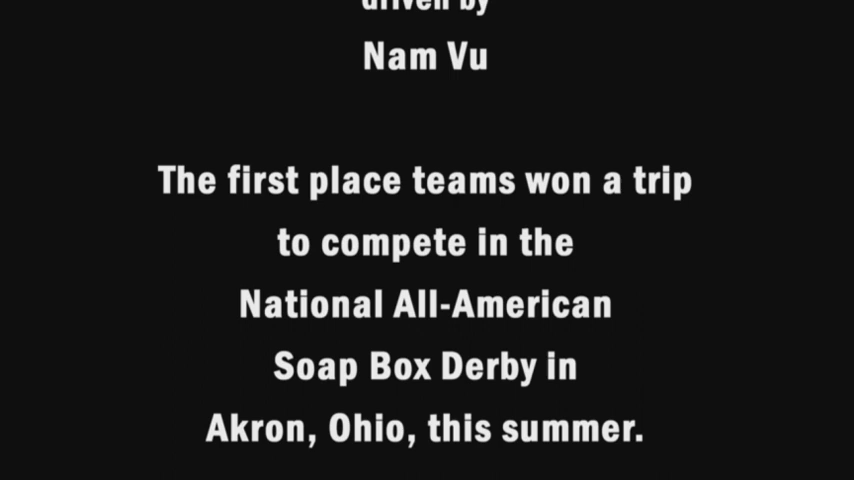 driven by
Nam Vu
The first place teams won a trip
to compete in the
National All-American
Soap Box Derby in
Akron, Ohio, this summer.